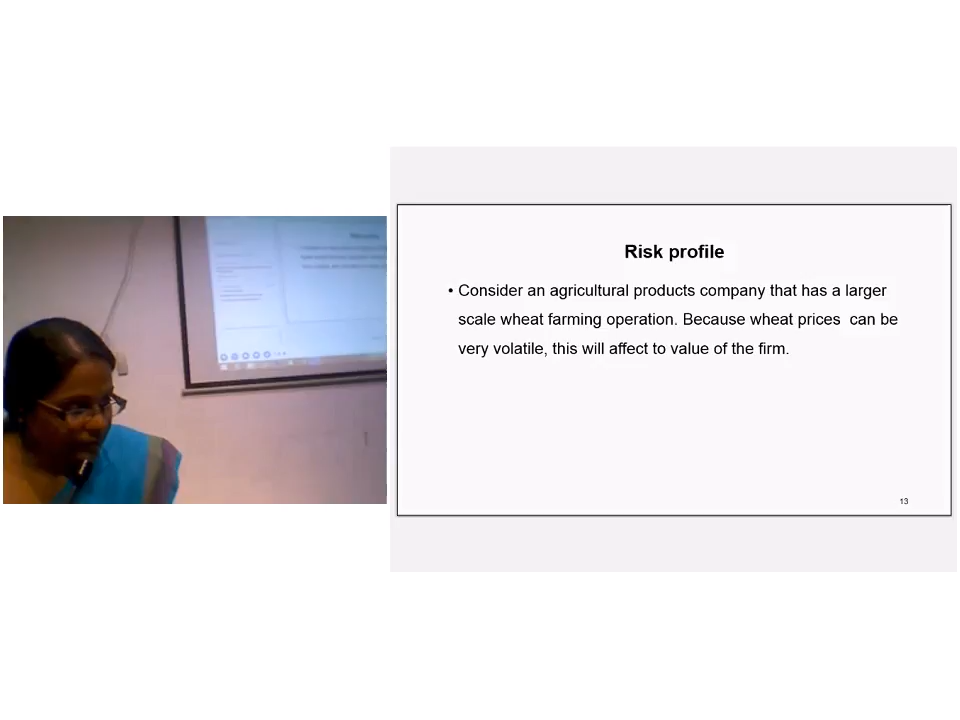 Risk profile
• Consider an agricultural products company that has a larger
scale wheat farming operation. Because wheat prices  can be
very volatile, this will affect to value of the firm.
13